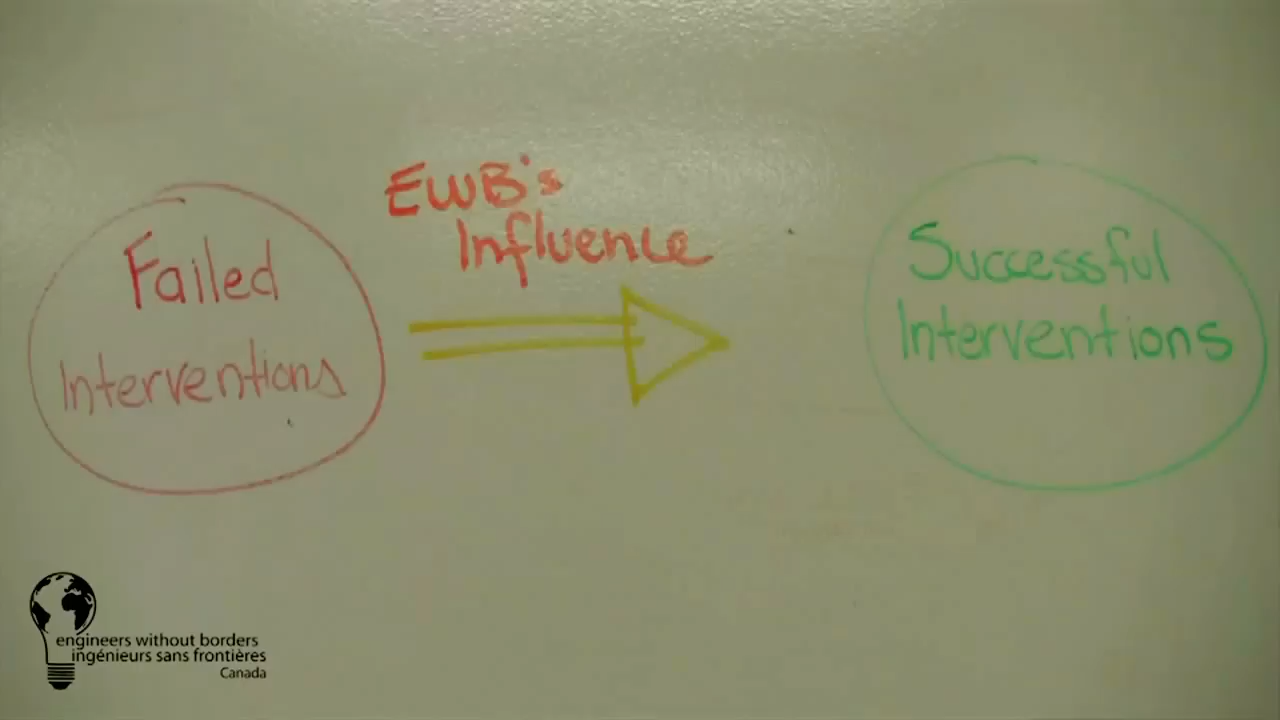 EWB's
Influence
Failed
Interventions
Successful
Interventions
engineers without borders
ingénieurs sans frontières
Canada